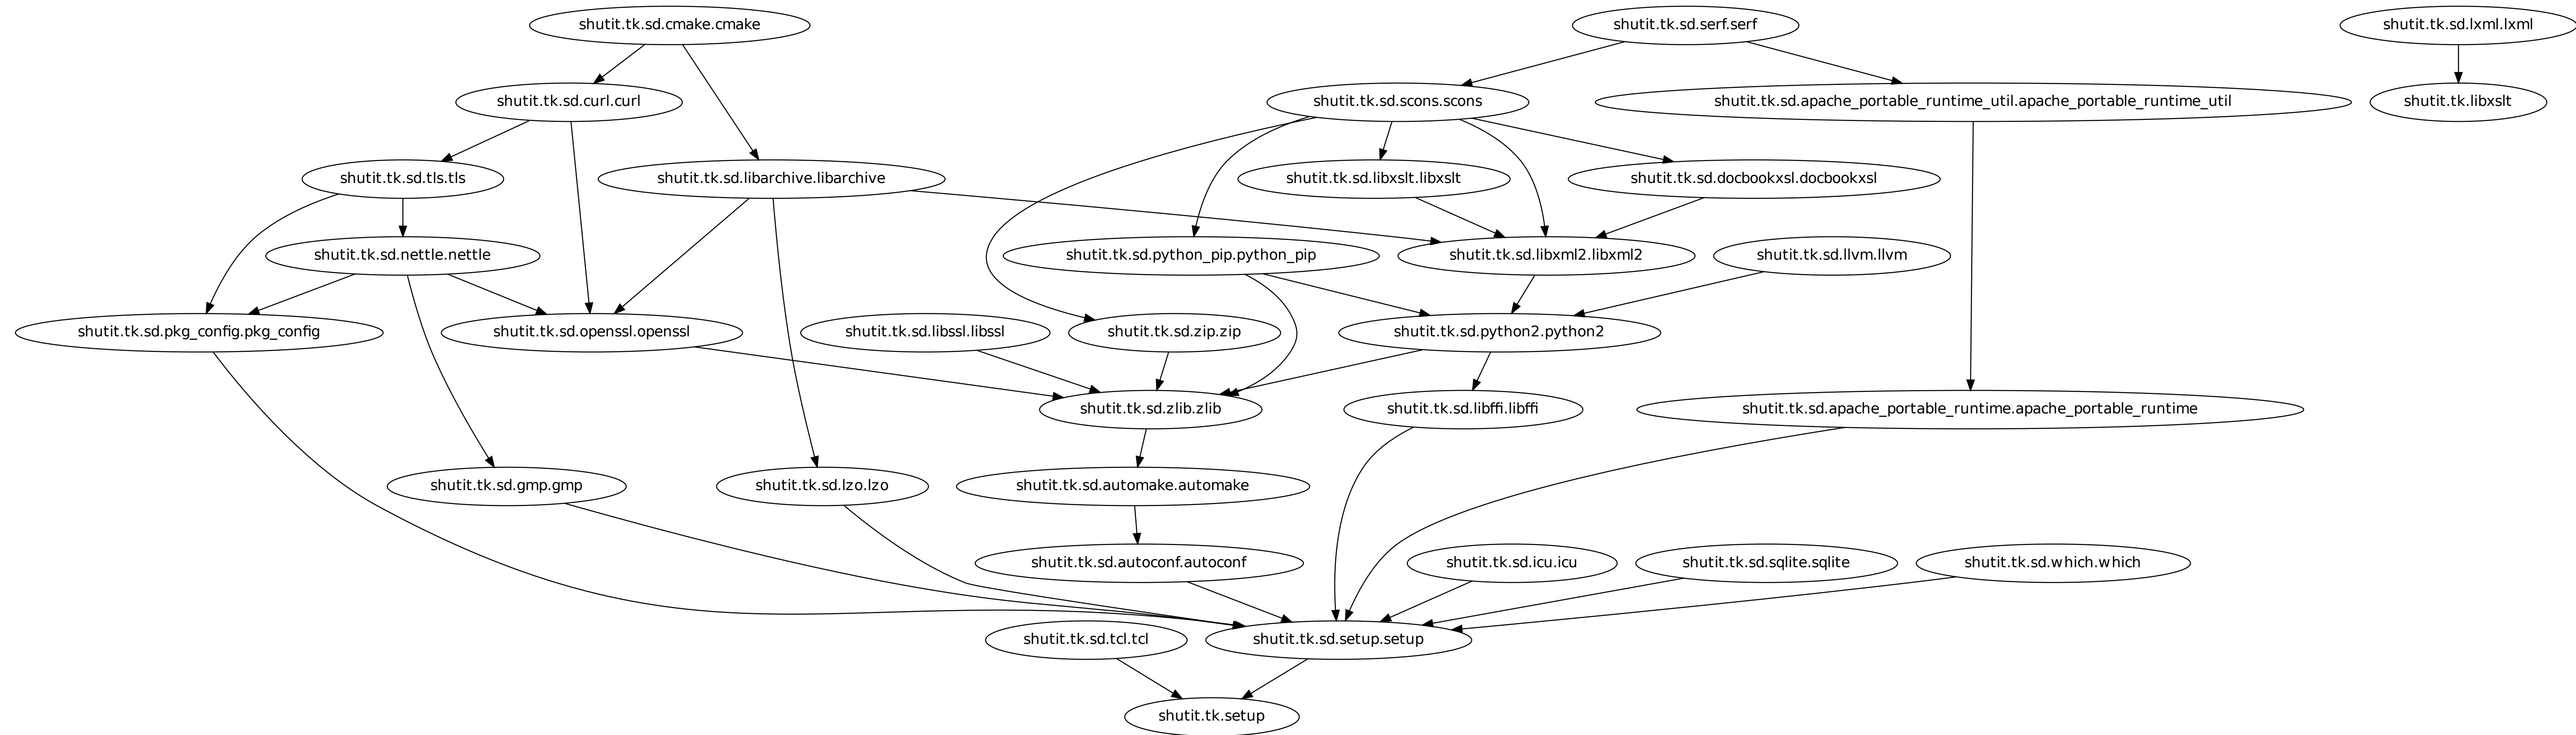 shutit.tk.sd.cmake.cmake
shutit.tk.sd.serf.serf
shutit.tk.sd.lxml.lxml
shutit.tk.sd.curl.curl
shutit.tk.sd.scons.scons
shutit.tk.sd.apache_portable_runtime_util.apache_portable_runtime_util
shutit.tk.libxslt
shutit.tk.sd.tls.tls
shutit.tk.sd.libarchive.libarchive
shutit.tk.sd.libxslt.libxslt
shutit.tk.sd.docbookxsl.docbookxsl
shutit.tk.sd.nettle.nettle
shutit.tk.sd.python_pip.python_pip
shutit.tk.sd.libxml2.libxml2
shutit.tk.sd.llvm.llvm
shutit.tk.sd.pkg_config.pkg_config
shutit.tk.sd.openssl.openssl
shutit.tk.sd.libssl.libssl
shutit.tk.sd.zip.zip
shutit.tk.sd.python2.python2
shutit.tk.sd.zlib.zlib
shutit.tk.sd.libffi.libffi
shutit.tk.sd.apache_portable_runtime.apache_portable_runtime
shutit.tk.sd.gmp.gmp
shutit.tk.sd.lzo.lzo
shutit.tk.sd.automake.automake
shutit.tk.sd.autoconf.autoconf
shutit.tk.sd.icu.icu
shutit.tk.sd.sqlite.sqlite
shutit.tk.sd.which.which
shutit.tk.sd.tcl.tcl
shutit.tk.sd.setup.setup
shutit.tk.setup